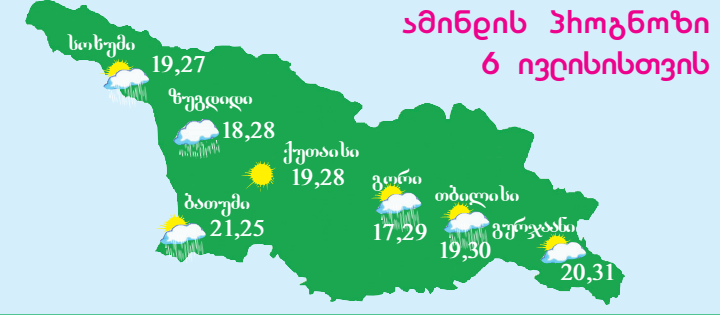 ამინდის პროგნოზი
6 ივლისისთვის
სოხუმი
19,27
ზუგდიდი
18,28
ქუთაისი
19,28
გორი
17,29
თბილისი
19,30
ბათუმი
21,25
გურჯაანი
20,31